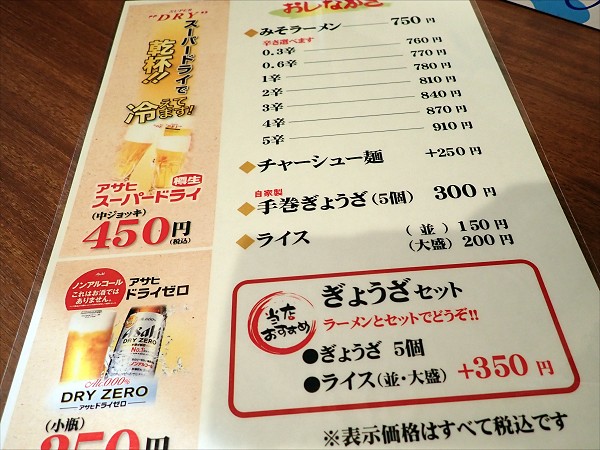 SUPER
"DRY"
スーパードライで
乾杯!!!
冷えてます!
アサヒ
スーパードライ
樽生
(中ジョッキ)
450円
(税込)
ノンアルコール
これはお酒では
ありません。
アサヒ
ドライゼロ
Asahi
DRY ZERO
Alc.0.00%
DRY ZERO
アサヒドライゼロ
(小瓶)
350円
おしながき
◆みそラーメン 750円
辛さ選べます 760円
0.3辛 770円
0.6辛 780円
1辛 810円
2辛 840円
3辛 870円
4辛 910円
5辛
◆チャーシュー麺 +250円
自家製
◆手巻ぎょうざ(5個) 300円
◆ライス (並)150円
(大盛)200円
当店
おすすめ
ぎょうざセット
ラーメンとセットでどうぞ!!
●ぎょうざ 5個
●ライス(並・大盛) +350円
※表示価格はすべて税込です